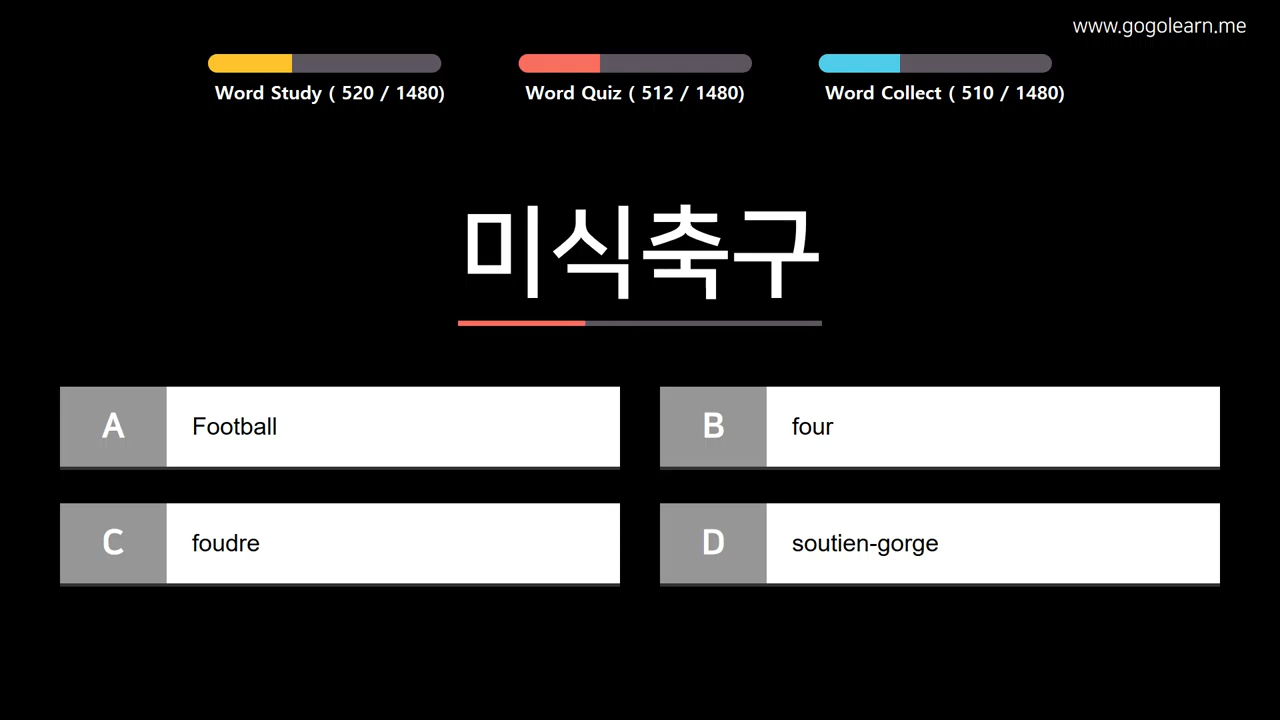 www.gogolearn.me
Word Study ( 520 / 1480)
Word Quiz ( 512 / 1480)
Word Collect ( 510 / 1480)
미식축구
A Football
B four
C foudre
D soutien-gorge